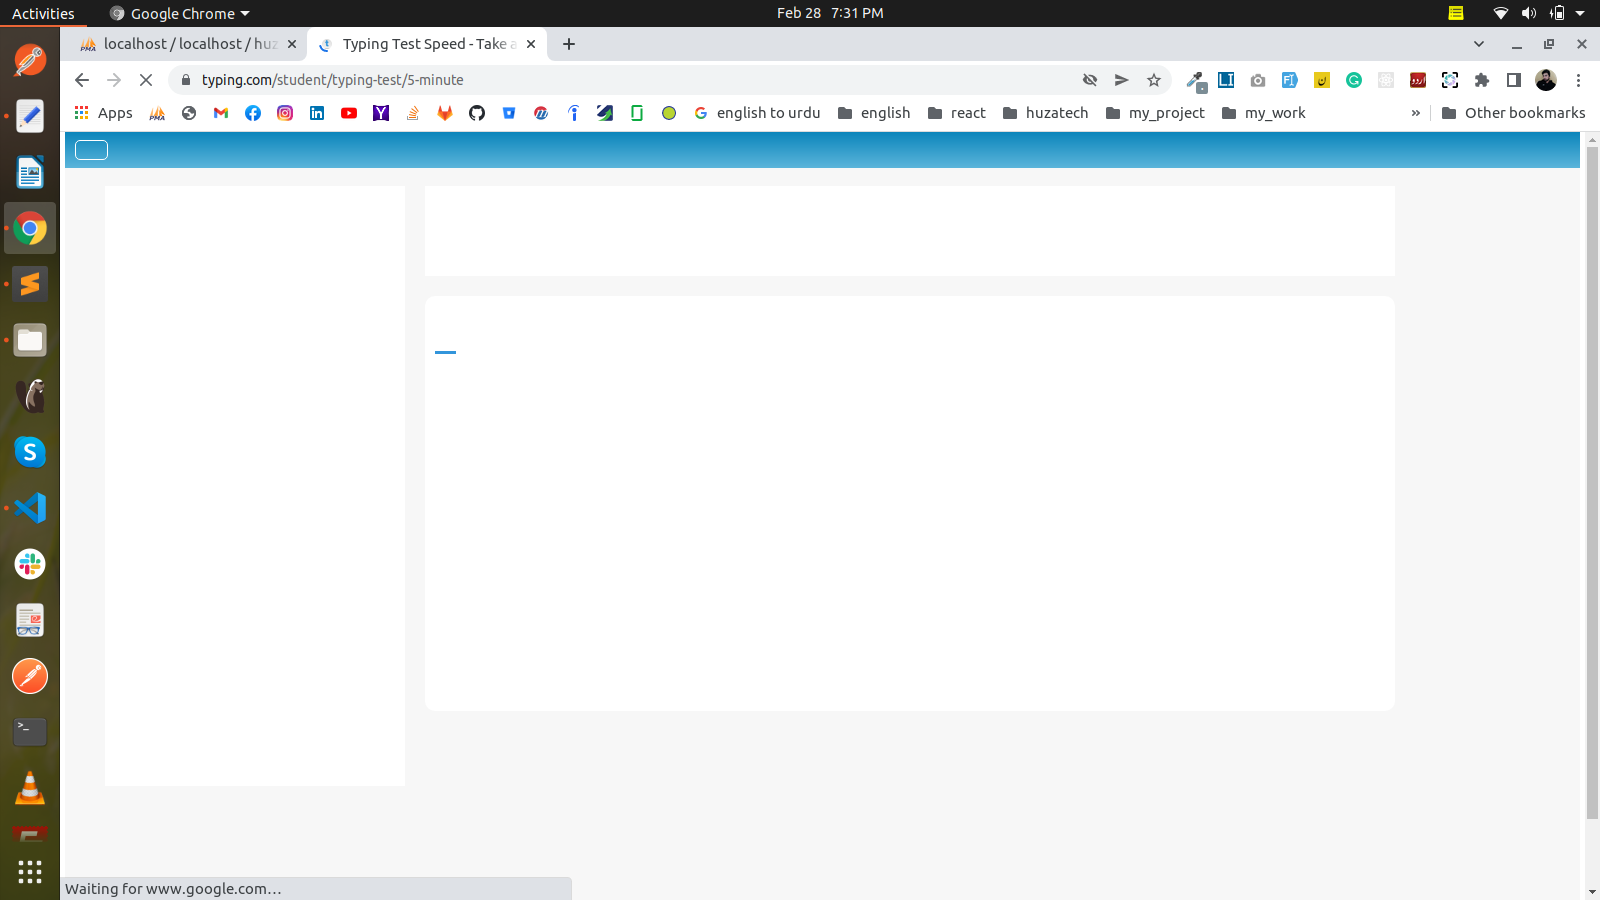 Activities
Google Chrome
Feb 28 7:31 PM
localhost / localhost / huz
Typing Test Speed - Take a
typing.com/student/typing-test/5-minute
Apps
english to urdu
english
react
huzatech
my_project
my_work
»
Other bookmarks
Waiting for www.google.com…